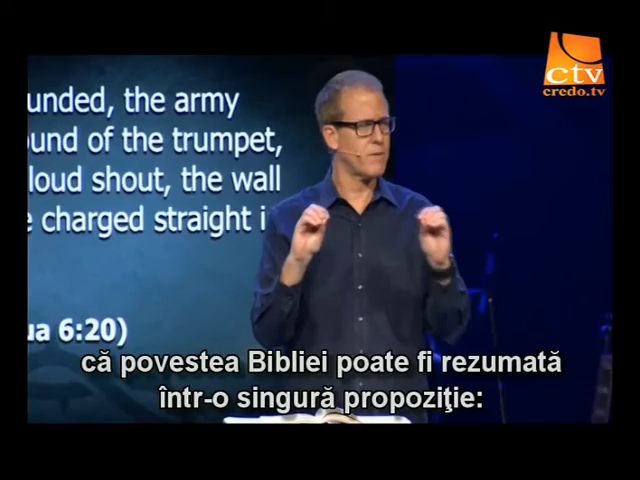 ctv
credo.tv
unded, the army
ound of the trumpet,
loud shout, the wall
e charged straight i
ua 6:20)
că povestea Bibliei poate fi rezumată
într-o singură propoziţie: